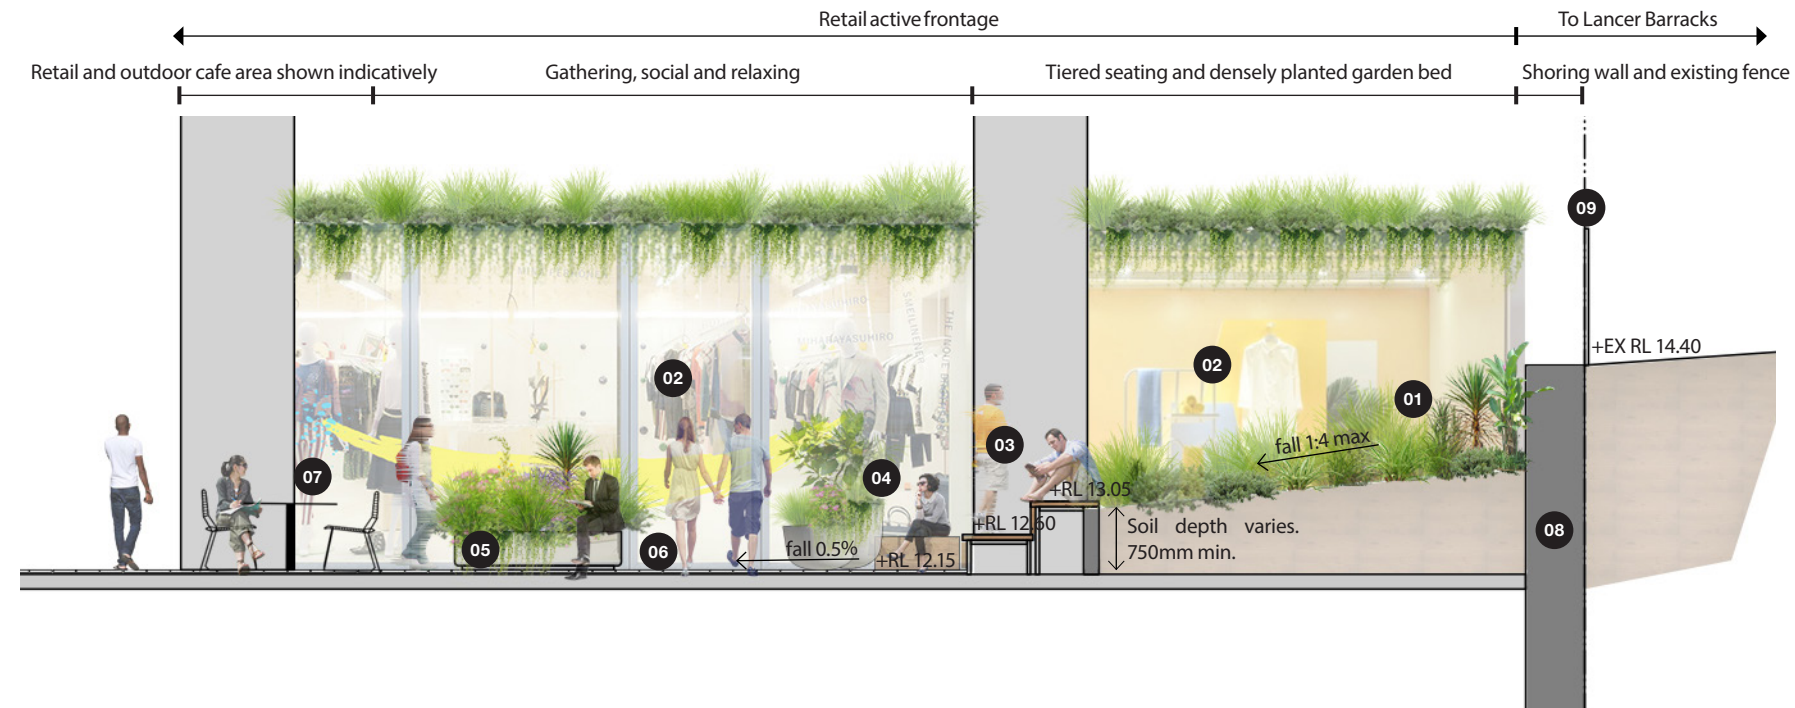 Retail active frontage
To Lancer Barracks
Retail and outdoor cafe area shown indicatively
Gathering, social and relaxing
Tiered seating and densely planted garden bed
Shoring wall and existing fence
09
+EX RL 14.40
MIHARAYASUHIRO
02
02
01
fall 1:4 max
03
07
04
+RL 13.05
+RL 12.60
Soil depth varies.
750mm min.
05
06
fall 0.5%
+RL 12.15
08